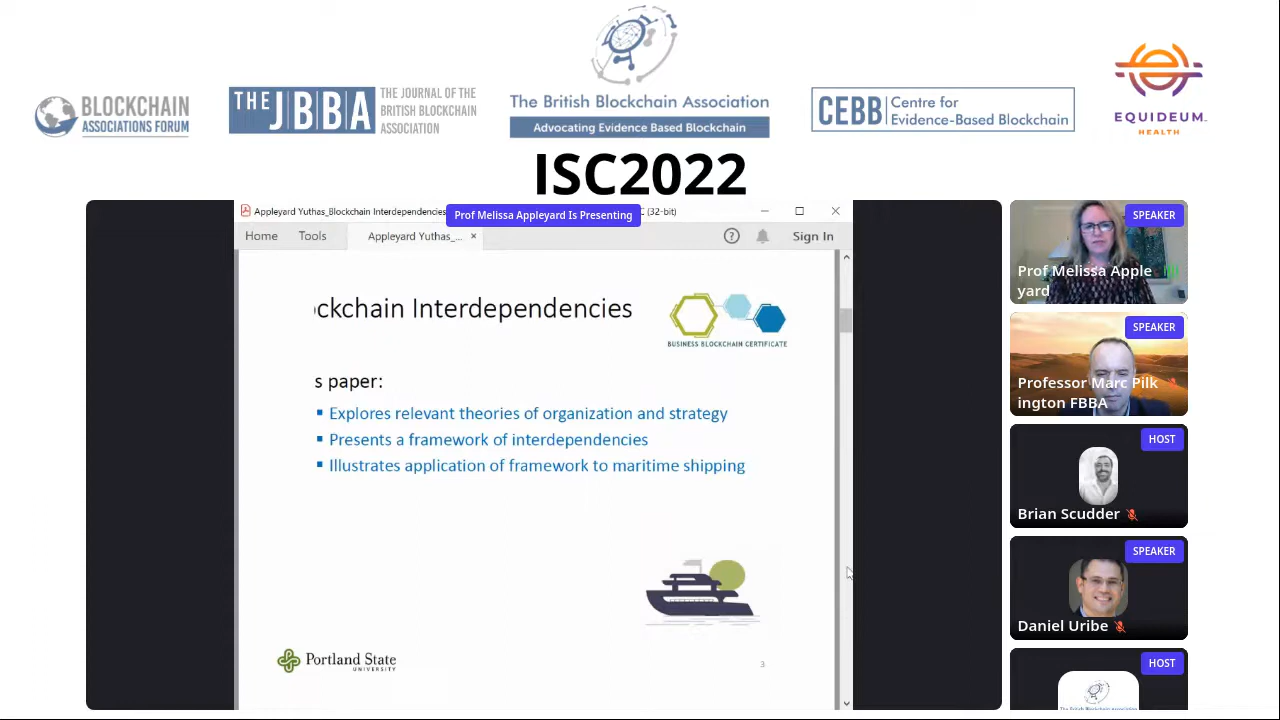 BLOCKCHAIN
ASSOCIATIONS FORUM
THE JBBA
THE JOURNAL OF THE
BRITISH BLOCKCHAIN
ASSOCIATION
The British Blockchain Association
Advocating Evidence Based Blockchain
CEBB
Centre for
Evidence-Based Blockchain
EQUIDEUM
HEALTH
ISC2022
Appleyard Yuthas_Blockchain Interdependencies
Prof Melissa Appleyard Is Presenting
C (32-bit)
Home
Tools
Appleyard Yuthas_...
×
?
Sign In
ckchain Interdependencies
BUSINESS BLOCKCHAIN CERTIFICATE
s paper:
▪ Explores relevant theories of organization and strategy
▪ Presents a framework of interdependencies
▪ Illustrates application of framework to maritime shipping
Portland State
UNIVERSITY
3
SPEAKER
Prof Melissa Apple
yard
SPEAKER
Professor Marc Pilk
ington FBBA
HOST
Brian Scudder
SPEAKER
Daniel Uribe
HOST
The British Blockchain Association